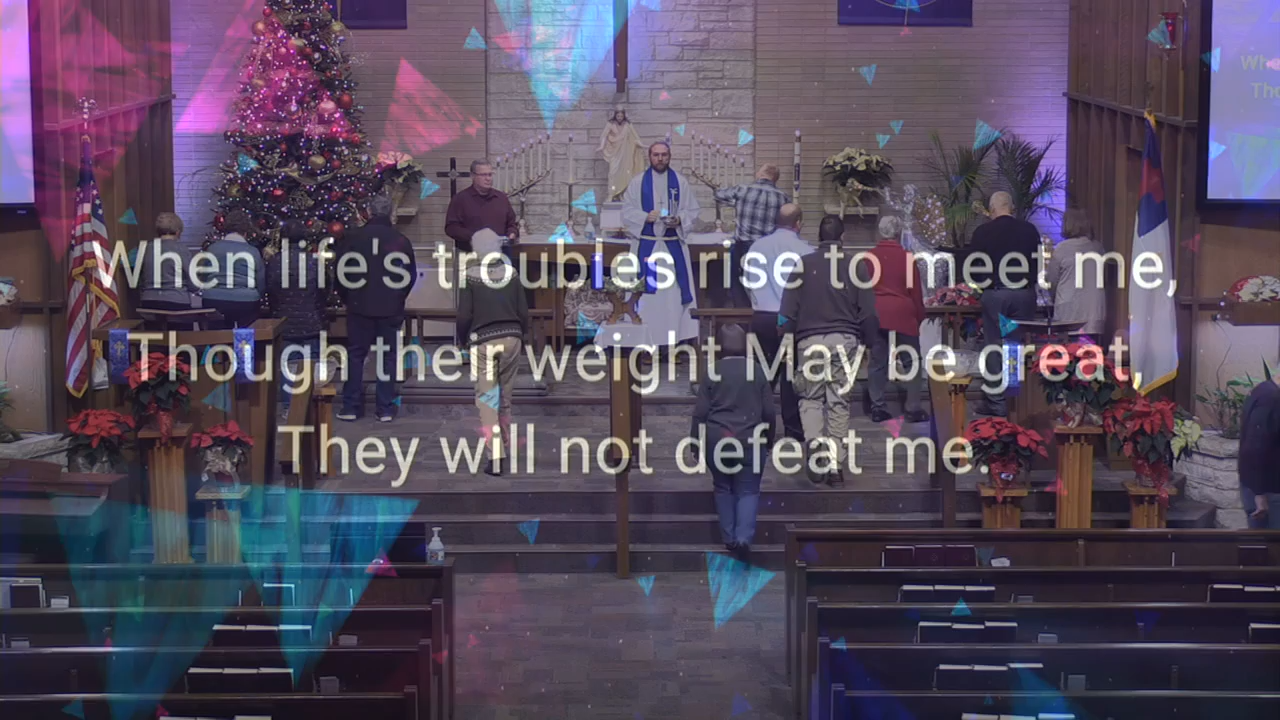 When life's troubles rise to meet me,
Though their weight May be great,
They will not defeat me.